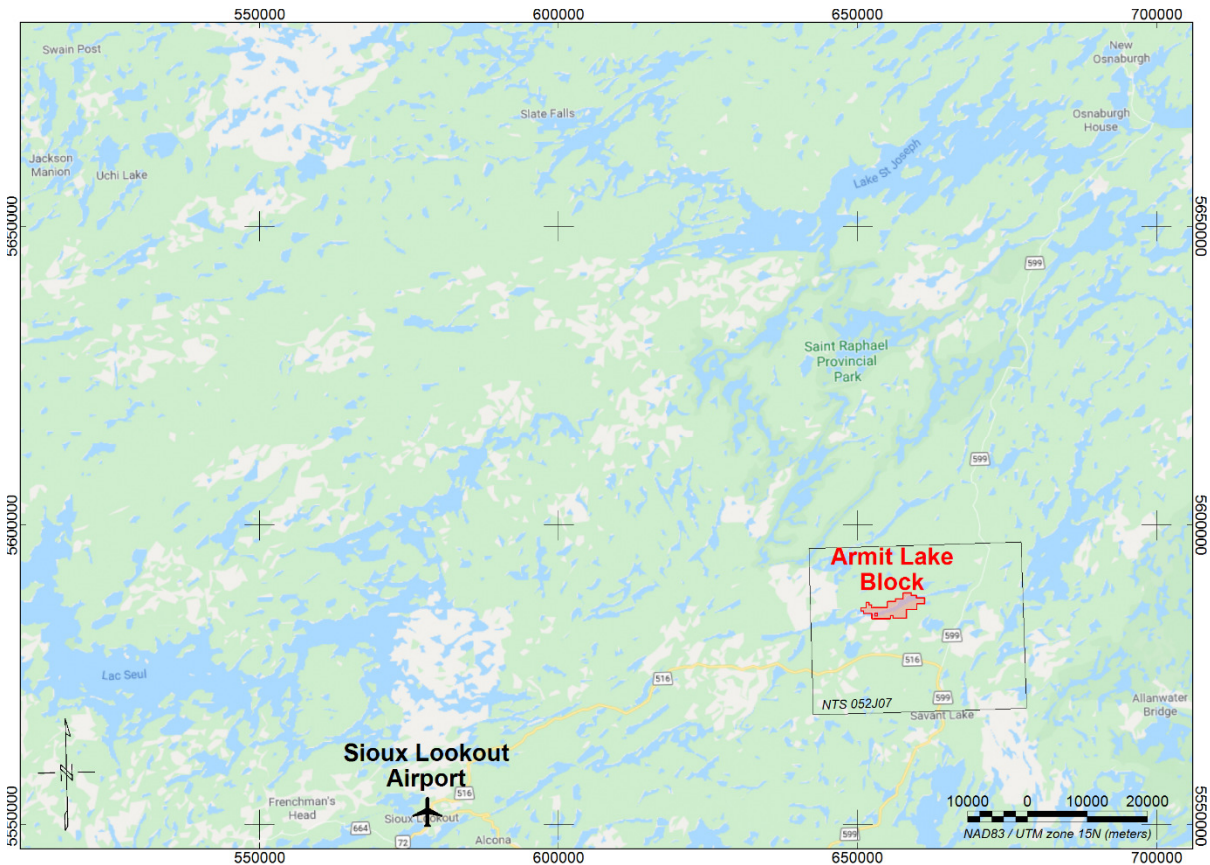 550000
600000
650000
700000
Swain Post
New
Osnaburgh
Slate Falls
Osnaburgh
House
Jackson
Manion
Uchi Lake
Lake St Joseph
5650000
5650000
599
Saint Raphael
Provincial
Park
599
5600000
5600000
Armit Lake
Block
599
516
516
Lac Seul
599
Allanwater
Bridge
NTS 052J07
Savant Lake
N
Sioux Lookout
Airport
516
10000
0
10000
20000
Frenchman's
Head
Sioux Lookout
5550000
5550000
664
72
Alcona
599
NAD83 / UTM zone 15N (meters)
550000
600000
650000
700000